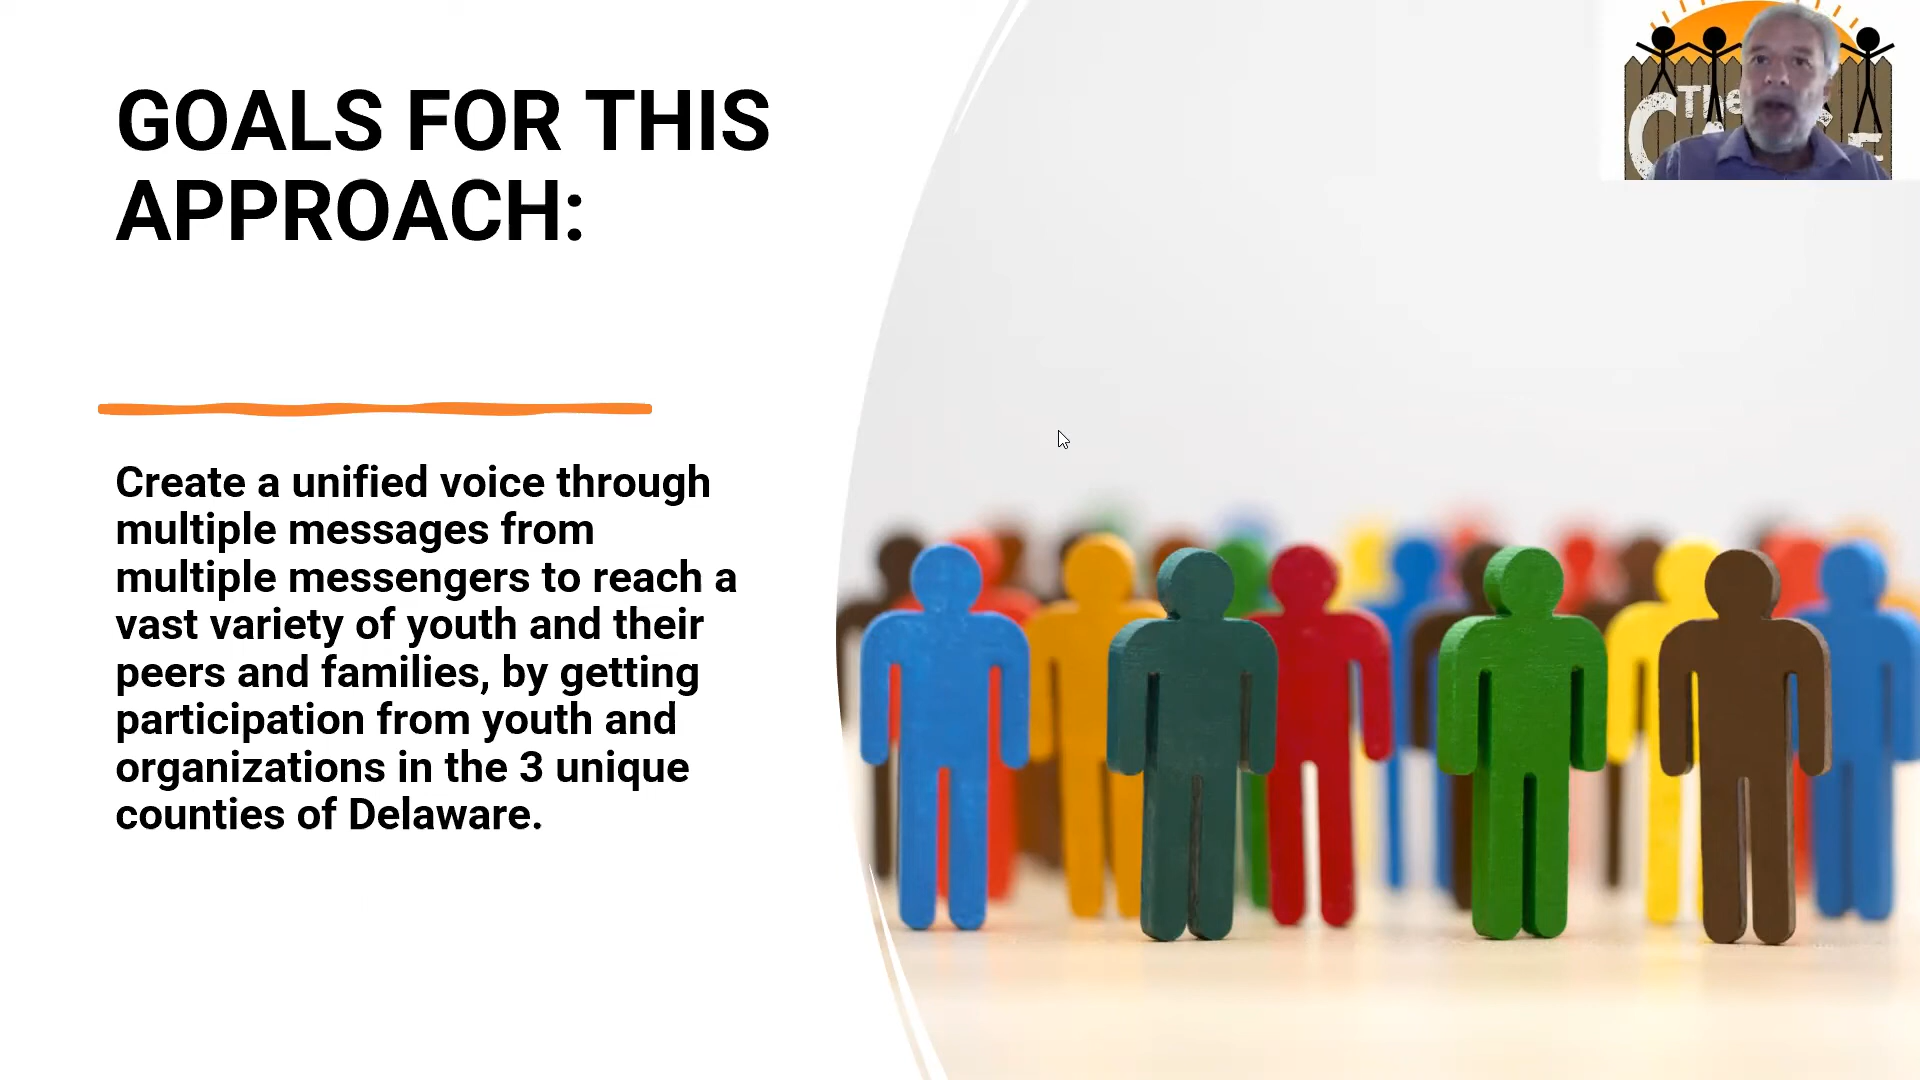 GOALS FOR THIS
APPROACH:
Create a unified voice through
multiple messages from
multiple messengers to reach a
vast variety of youth and their
peers and families, by getting
participation from youth and
organizations in the 3 unique
counties of Delaware.
The